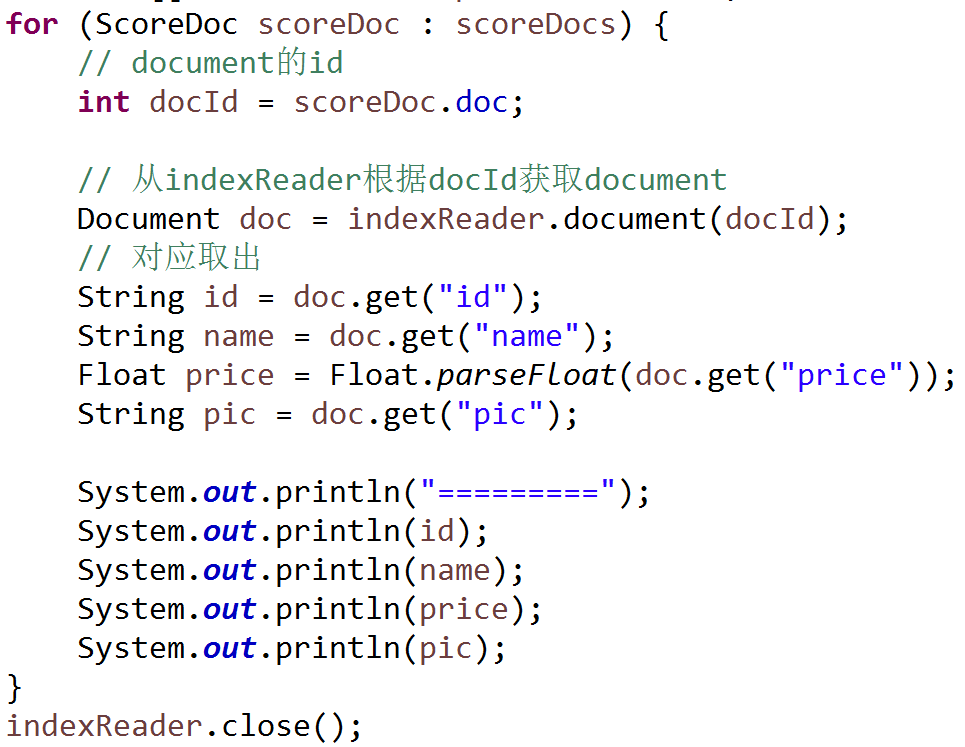 for (ScoreDoc scoreDoc : scoreDocs) {
    // document的id
    int docId = scoreDoc.doc;

    // 从indexReader根据docId获取document
    Document doc = indexReader.document(docId);
    // 对应取出
    String id = doc.get("id");
    String name = doc.get("name");
    Float price = Float.parseFloat(doc.get("price"));
    String pic = doc.get("pic");

    System.out.println("=========");
    System.out.println(id);
    System.out.println(name);
    System.out.println(price);
    System.out.println(pic);
}
indexReader.close();